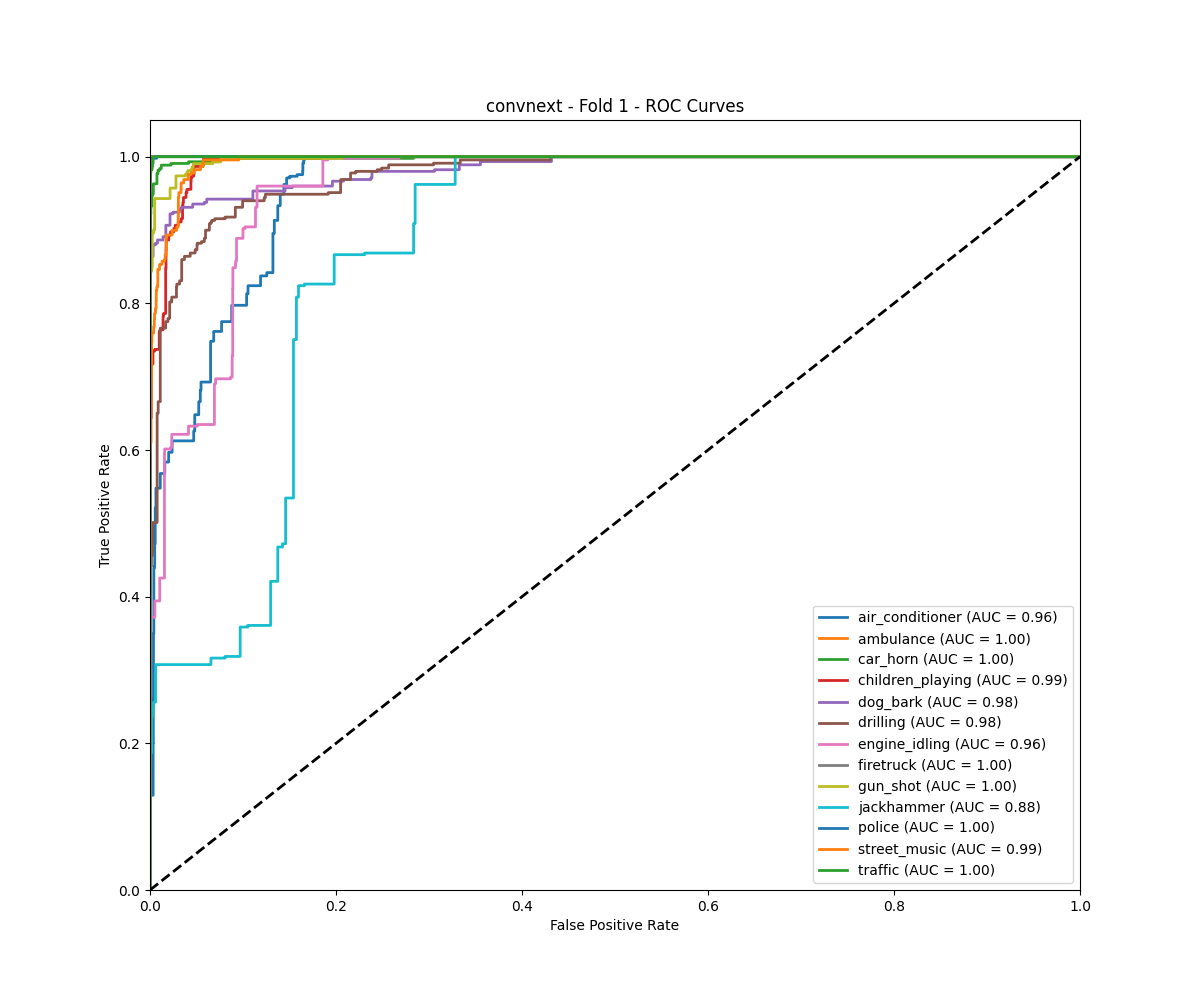 convnext - Fold 1 - ROC Curves
1.0
0.8
0.6
0.4
0.2
0.0
True Positive Rate
0.0 0.2 0.4 0.6 0.8 1.0
False Positive Rate
air_conditioner (AUC = 0.96)
ambulance (AUC = 1.00)
car_horn (AUC = 1.00)
children_playing (AUC = 0.99)
dog_bark (AUC = 0.98)
drilling (AUC = 0.98)
engine_idling (AUC = 0.96)
firetruck (AUC = 1.00)
gun_shot (AUC = 1.00)
jackhammer (AUC = 0.88)
police (AUC = 1.00)
street_music (AUC = 0.99)
traffic (AUC = 1.00)